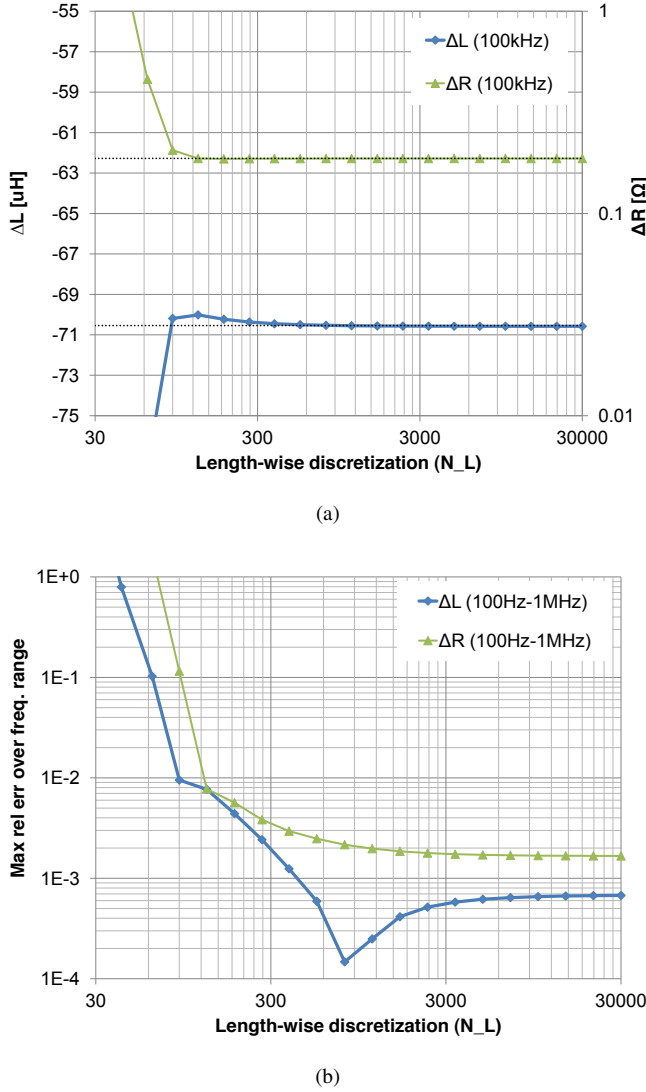 -55
-57
-59
-61
-63
-65
-67
-69
-71
-73
-75
ΔL [uH]
1
0.1
0.01
ΔR [Ω]
ΔL (100kHz)
ΔR (100kHz)
30
300
3000
30000
Length-wise discretization (N_L)
(a)
1E+0
1E-1
1E-2
1E-3
1E-4
Max rel err over freq. range
ΔL (100Hz-1MHz)
ΔR (100Hz-1MHz)
30
300
3000
30000
Length-wise discretization (N_L)
(b)